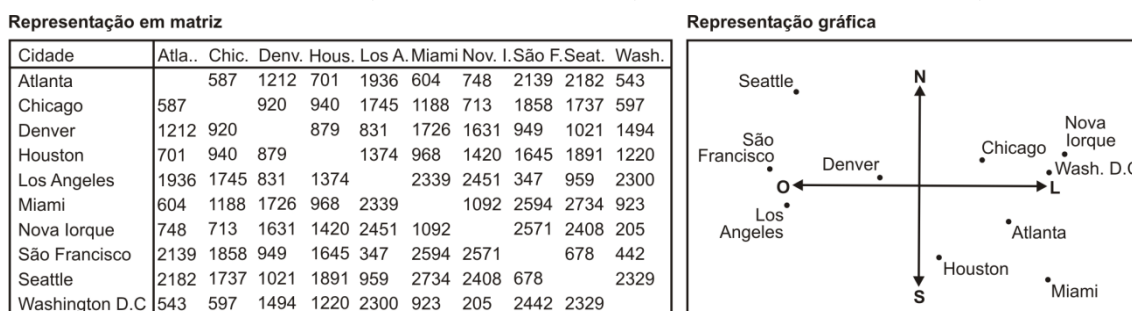 Representação em matriz
Cidade Atla.. Chic. Denv. Hous. Los A. Miami Nov. I. São F. Seat. Wash.
Atlanta 587 1212 701 1936 604 748 2139 2182 543
Chicago 587 920 940 1745 1188 713 1858 1737 597
Denver 1212 920 879 831 1726 1631 949 1021 1494
Houston 701 940 879 1374 968 1420 1645 1891 1220
Los Angeles 1936 1745 831 1374 2339 2451 347 959 2300
Miami 604 1188 1726 968 2339 1092 2594 2734 923
Nova Iorque 748 713 1631 1420 2451 1092 2571 2408 205
São Francisco 2139 1858 949 1645 347 2594 2571 678 442
Seattle 2182 1737 1021 1891 959 2734 2408 678 2329
Washington D.C 543 597 1494 1220 2300 923 205 2442 2329
Representação gráfica
Seattle
N
Nova
Iorque
Chicago
São
Francisco
Denver
Wash. D.C
O
L
Los
Angeles
Atlanta
Houston
Miami
S